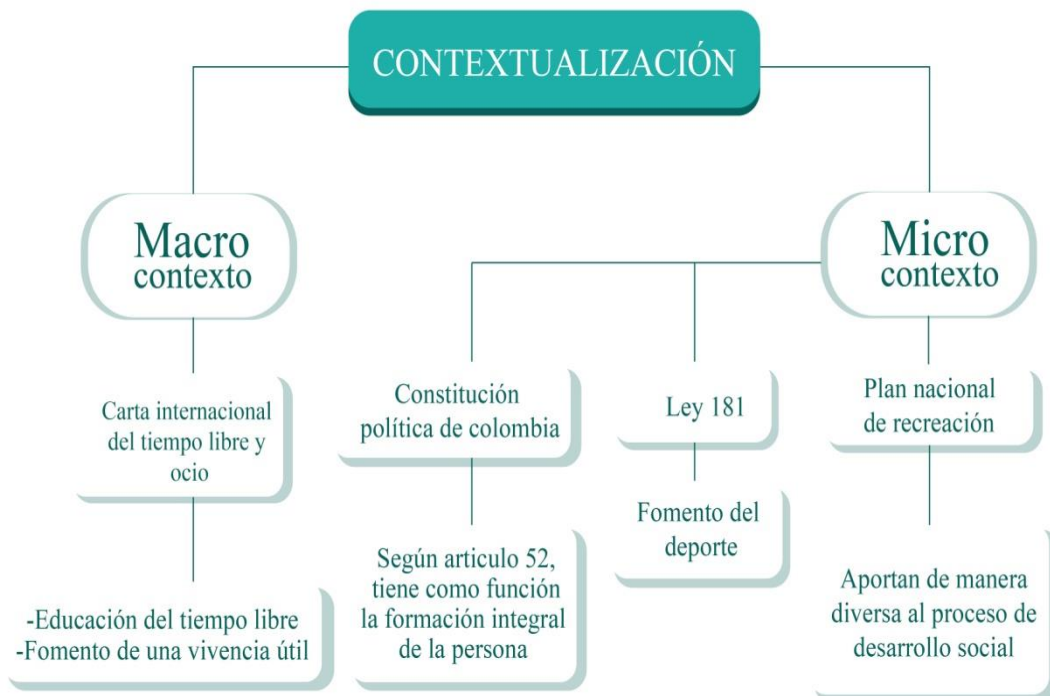 CONTEXTUALIZACIÓN
Macro
contexto
Micro
contexto
Carta internacional
del tiempo libre y
ocio
Constitución
política de colombia
Ley 181
Plan nacional
de recreación
-Educación del tiempo libre
-Fomento de una vivencia útil
Según articulo 52,
tiene como función
la formación integral
de la persona
Fomento del
deporte
Aportan de manera
diversa al proceso de
desarrollo social